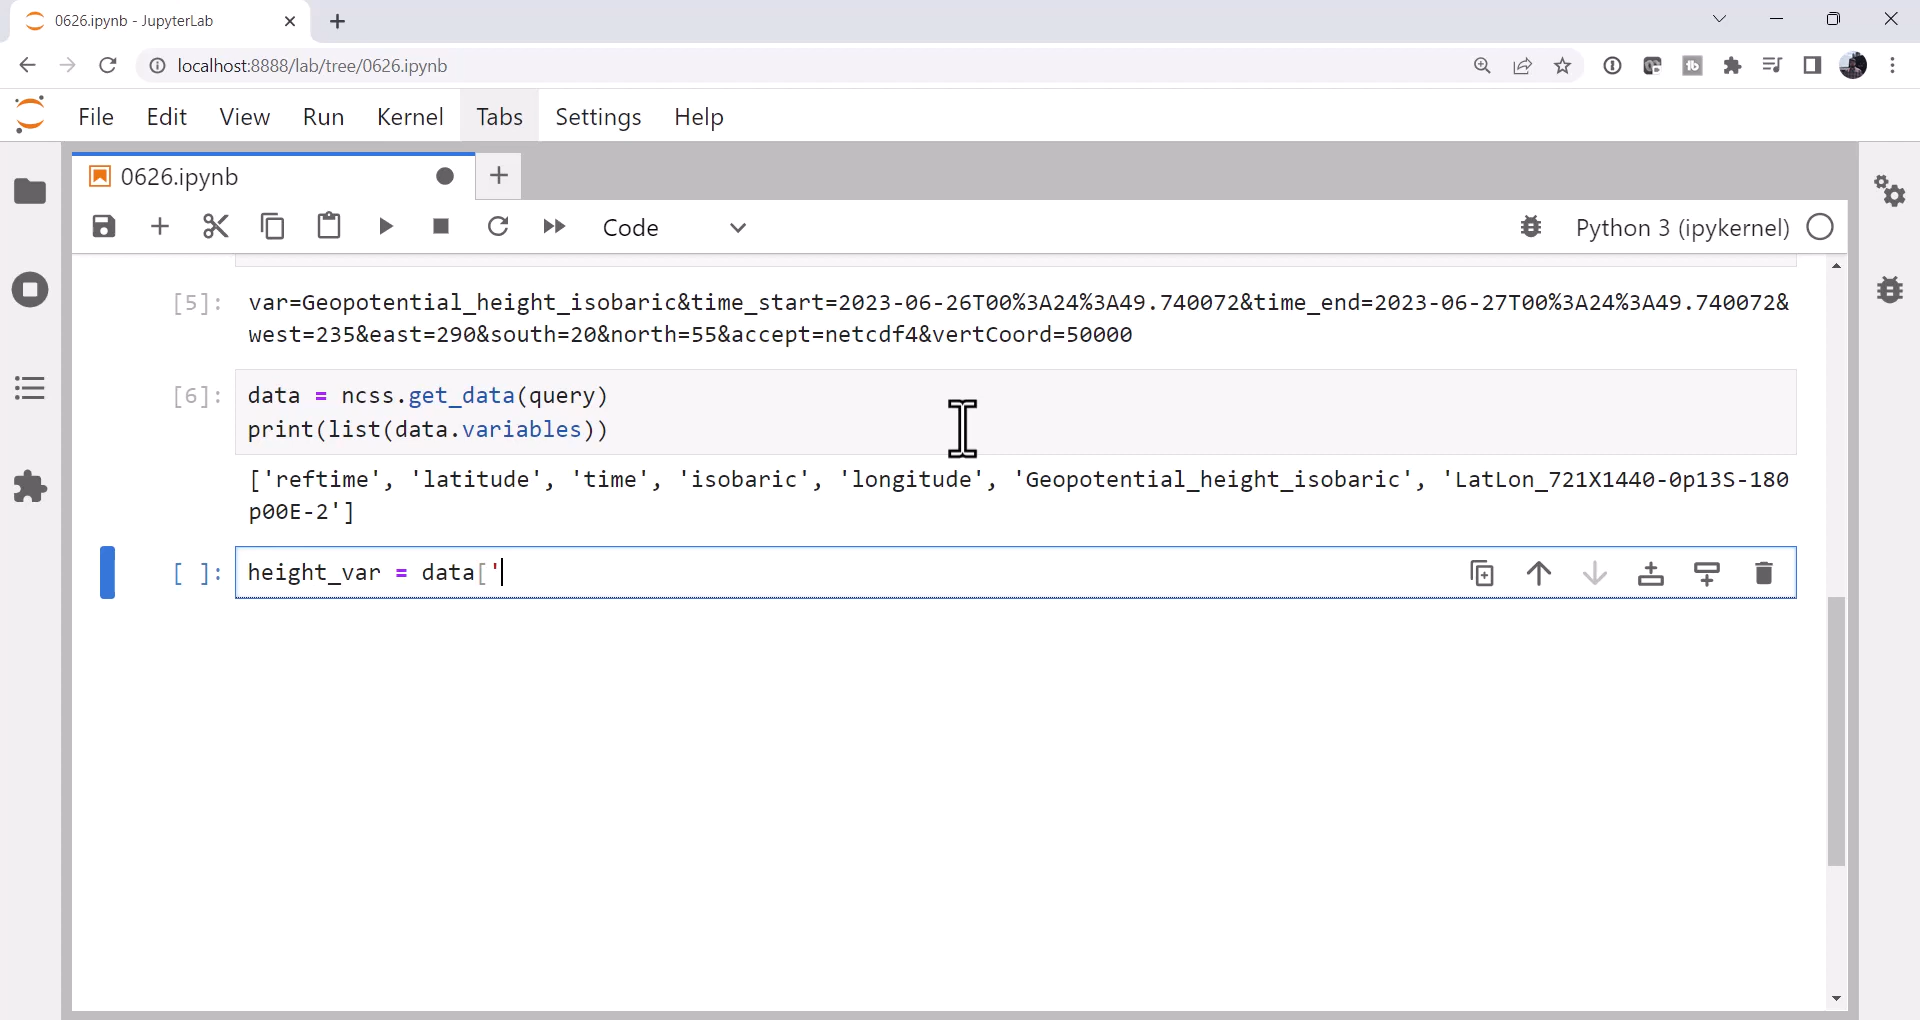 0626.ipynb - JupyterLab
localhost:8888/lab/tree/0626.ipynb
File Edit View Run Kernel Tabs Settings Help
0626.ipynb
Code
Python 3 (ipykernel)
[5]: var=Geopotential_height_isobaric&time_start=2023-06-26T00%3A24%3A49.740072&time_end=2023-06-27T00%3A24%3A49.740072&
west=235&east=290&south=20&north=55&accept=netcdf4&vertCoord=50000
[6]: data = ncss.get_data(query)
print(list(data.variables))
['reftime', 'latitude', 'time', 'isobaric', 'longitude', 'Geopotential_height_isobaric', 'LatLon_721X1440-0p13S-180
p00E-2']
[ ]: height_var = data['